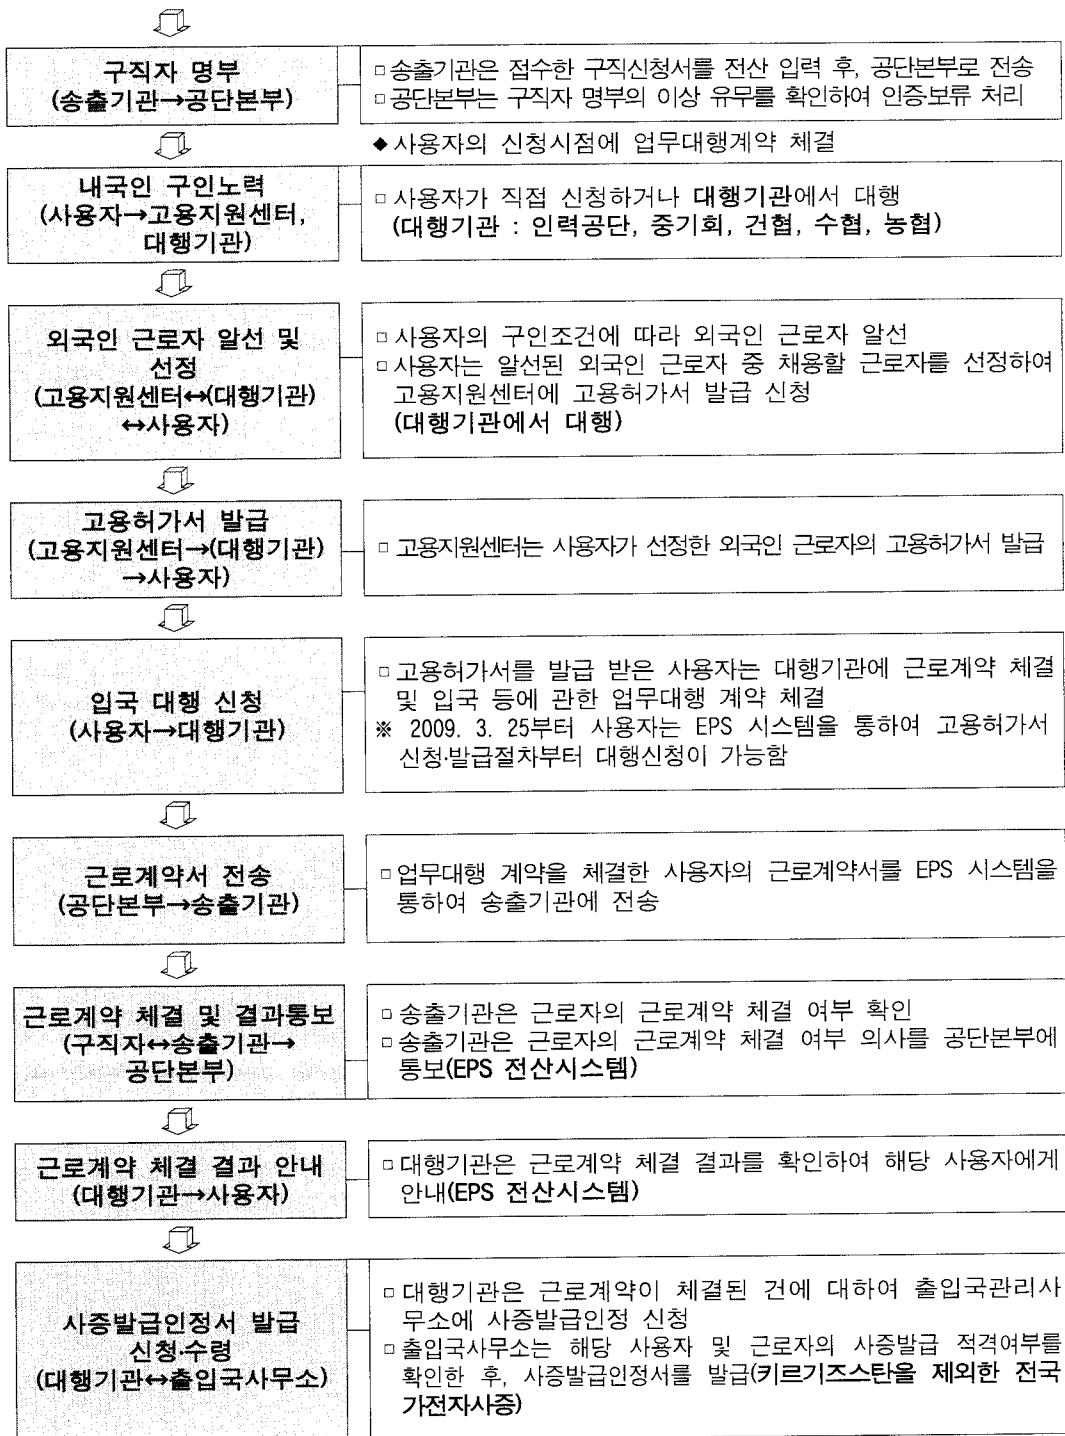 구직자 명부
(송출기관→공단본부)
□ 송출기관은 접수한 구직신청서를 전산 입력 후, 공단본부로 전송
□ 공단본부는 구직자 명부의 이상 유무를 확인하여 인증·보류 처리
◆ 사용자의 신청시점에 업무대행계약 체결
내국인 구인노력
(사용자→고용지원센터,
대행기관)
□ 사용자가 직접 신청하거나 대행기관에서 대행
(대행기관 : 인력공단, 중기회, 건협, 수협, 농협)
외국인 근로자 알선 및
선정
(고용지원센터↔(대행기관)
↔사용자)
□ 사용자의 구인조건에 따라 외국인 근로자 알선
□ 사용자는 알선된 외국인 근로자 중 채용할 근로자를 선정하여
고용지원센터에 고용허가서 발급 신청
(대행기관에서 대행)
고용허가서 발급
(고용지원센터→(대행기관)
→사용자)
□ 고용지원센터는 사용자가 선정한 외국인 근로자의 고용허가서 발급
입국 대행 신청
(사용자→대행기관)
□ 고용허가서를 발급 받은 사용자는 대행기관에 근로계약 체결
및 입국 등에 관한 업무대행 계약 체결
※ 2009. 3. 25부터 사용자는 EPS 시스템을 통하여 고용허가서
신청·발급절차부터 대행신청이 가능함
근로계약서 전송
(공단본부→송출기관)
□ 업무대행 계약을 체결한 사용자의 근로계약서를 EPS 시스템을
통하여 송출기관에 전송
근로계약 체결 및 결과통보
(구직자↔송출기관→
공단본부)
□ 송출기관은 근로자의 근로계약 체결 여부 확인
□ 송출기관은 근로자의 근로계약 체결 여부 의사를 공단본부에
통보(EPS 전산시스템)
근로계약 체결 결과 안내
(대행기관→사용자)
□ 대행기관은 근로계약 체결 결과를 확인하여 해당 사용자에게
안내(EPS 전산시스템)
사증발급인정서 발급
신청·수령
(대행기관↔출입국사무소)
□ 대행기관은 근로계약이 체결된 건에 대하여 출입국관리사
무소에 사증발급인정 신청
□ 출입국사무소는 해당 사용자 및 근로자의 사증발급 적격여부를
확인한 후, 사증발급인정서를 발급(키르기즈스탄을 제외한 전국
가전자사증)